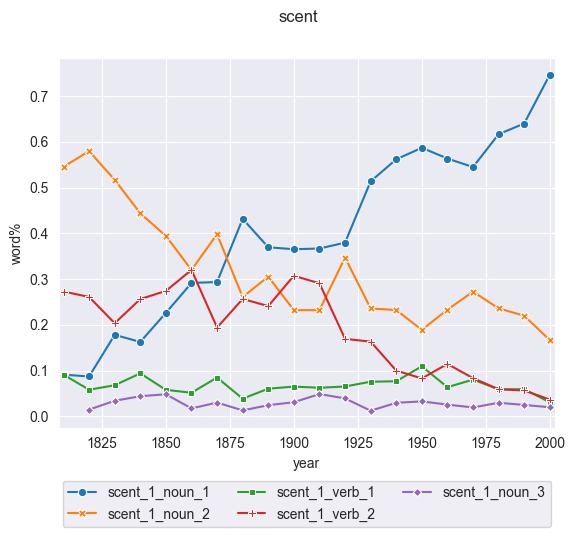 scent
word%
0.7
0.6
0.5
0.4
0.3
0.2
0.1
0.0
1825 1850 1875 1900 1925 1950 1975 2000
year
scent_1_noun_1 scent_1_verb_1 scent_1_noun_3
scent_1_noun_2 scent_1_verb_2